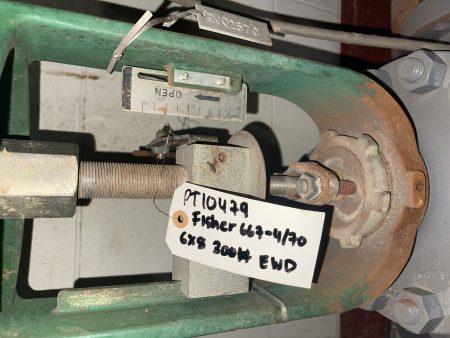 OPEN
PT10479
Fisher 667-4/70
6x8 300# EWD